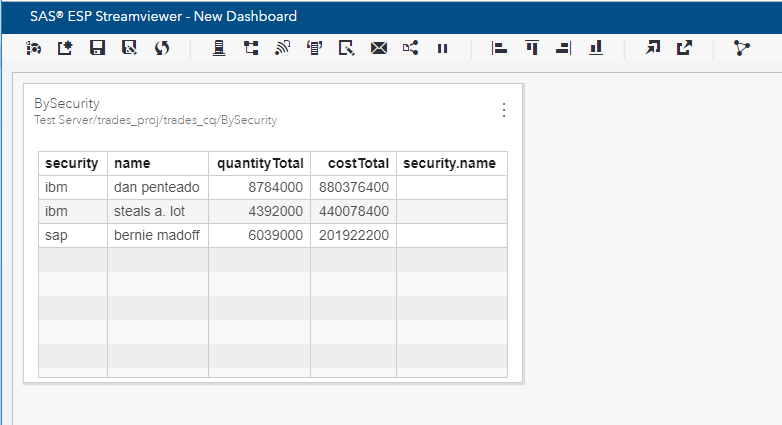 SAS® ESP Streamviewer - New Dashboard
BySecurity
Test Server/trades_proj/trades_cq/BySecurity
security name quantityTotal costTotal security.name
ibm dan penteado 8784000 880376400
ibm steals a. lot 4392000 440078400
sap bernie madoff 6039000 201922200